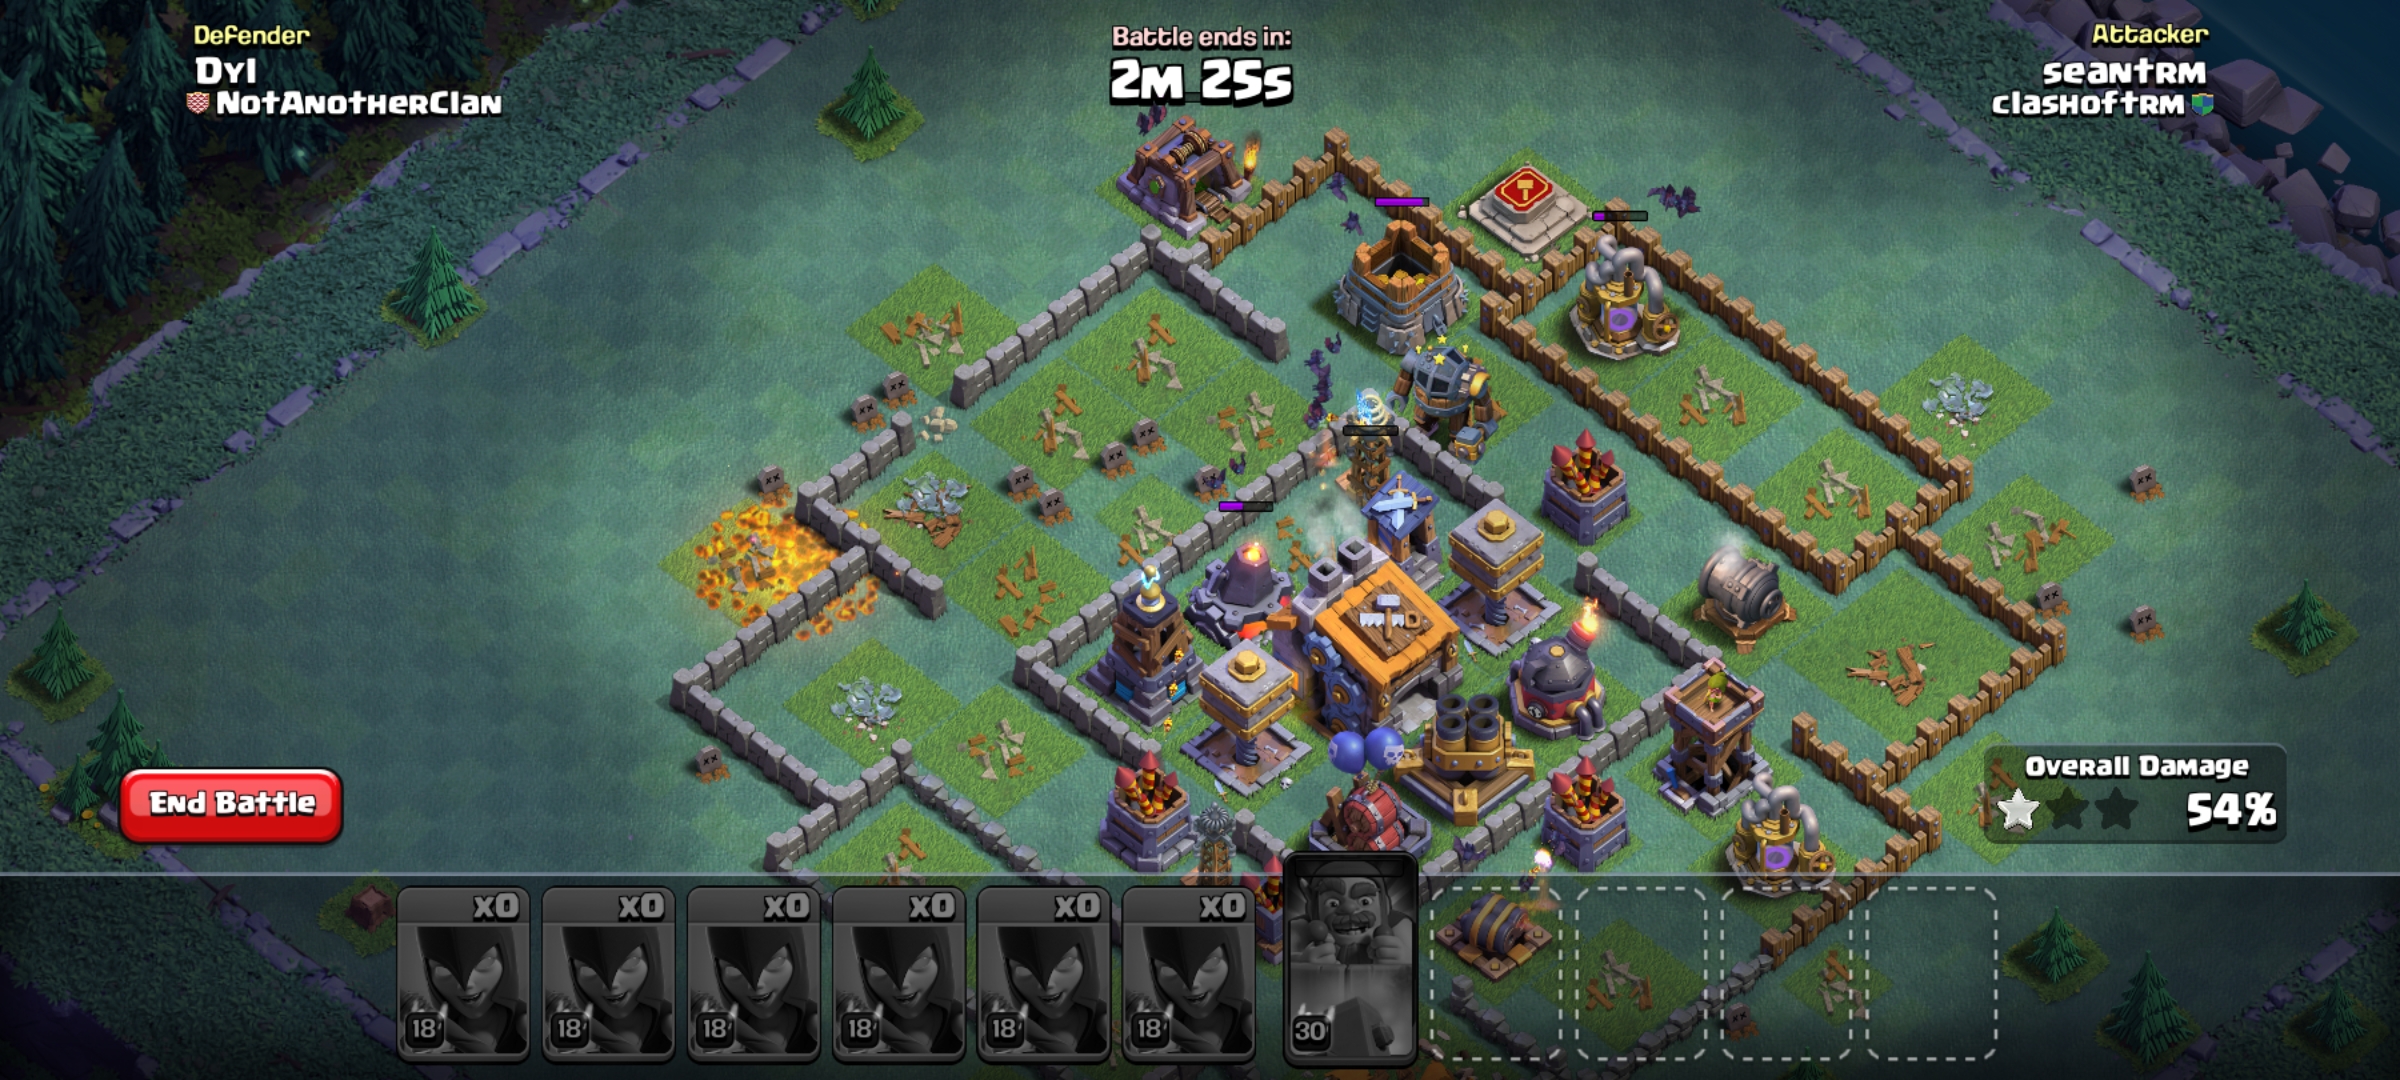 Defender
Dyl
NotAnotherClan
Battle ends in:
2M 25s
Attacker
seantRM
clashoftRM
End Battle
Overall Damage
54%
x0
x0
x0
x0
x0
x0
18
18
18
18
18
18
30